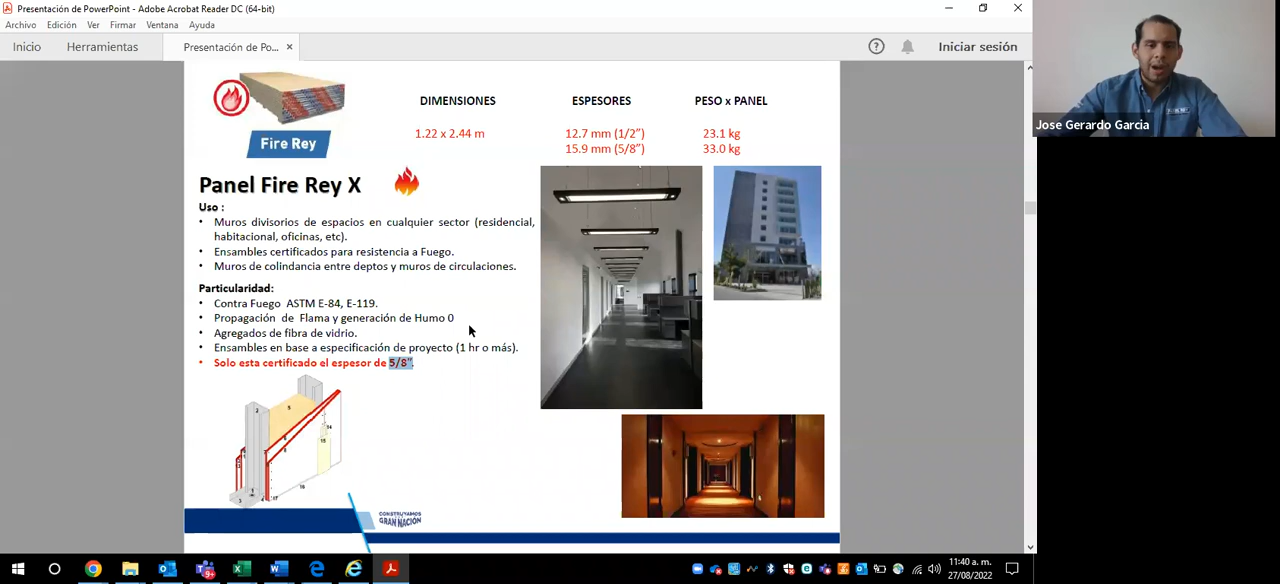 Presentación de PowerPoint - Adobe Acrobat Reader DC (64-bit)
Archivo Edición Ver Firmar Ventana Ayuda
Inicio Herramientas Presentación de Po... × Iniciar sesión
DIMENSIONES ESPESORES PESO x PANEL
1.22 x 2.44 m 12.7 mm (1/2”) 23.1 kg
15.9 mm (5/8” ) 33.0 kg
Fire Rey
Panel Fire Rey X
Uso :
• Muros divisorios de espacios en cualquier sector (residencial,
habitacional, oficinas, etc).
• Ensambles certificados para resistencia a Fuego.
• Muros de colindancia entre deptos y muros de circulaciones.
Particularidad:
• Contra Fuego ASTM E-84, E-119.
• Propagación de Flama y generación de Humo 0
• Agregados de fibra de vidrio.
• Ensambles en base a especificación de proyecto (1 hr o más).
• Solo esta certificado el espesor de 5/8”.
CONSTRUYAMOS
GRAN NACIÓN
Jose Gerardo Garcia
11:40 a. m.
27/08/2022